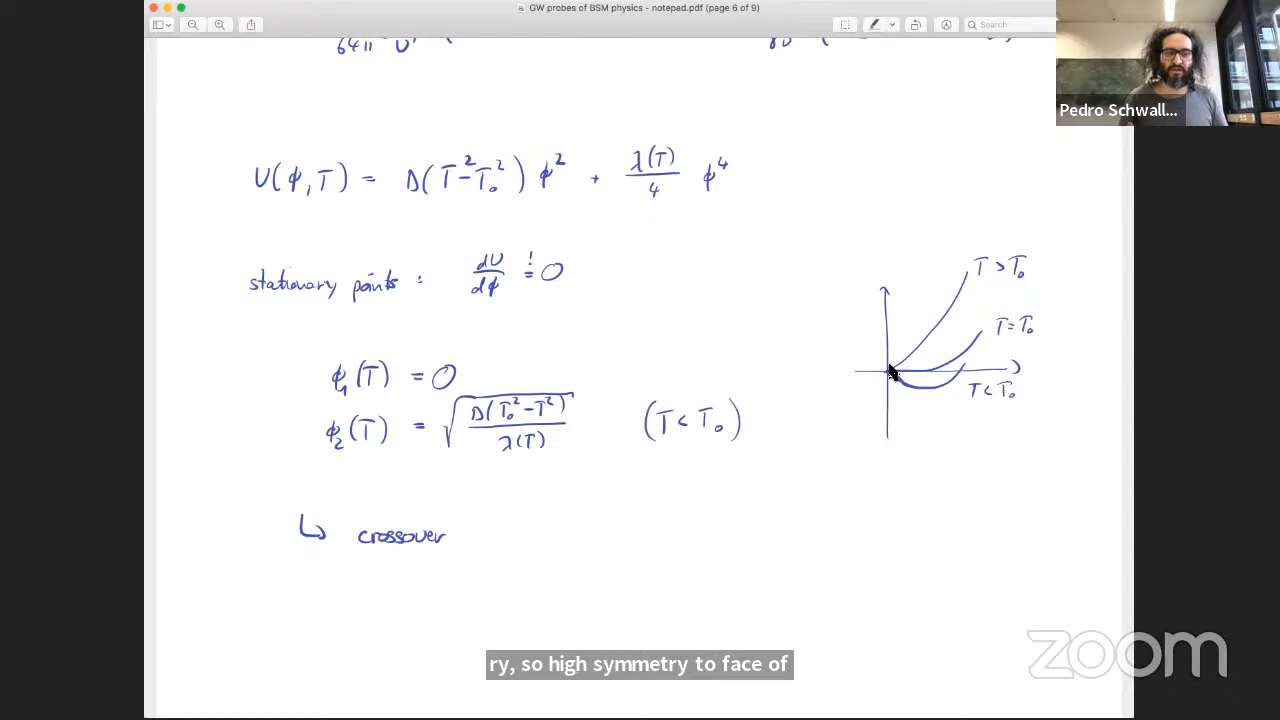 GW probes of BSM physics - notepad.pdf (page 6 of 9)
Search
Pedro Schwall...
U(ϕ,T) = D(T²-T₀²) ϕ² + λ(T)/4 ϕ⁴
stationary points : dU/dϕ != 0
T > T₀
T = T₀
T < T₀
ϕ₁(T) = 0
ϕ₂(T) = √(D(T₀²-T²)/λ(T)) (T < T₀)
↳ crossover
ry, so high symmetry to face of
zoom